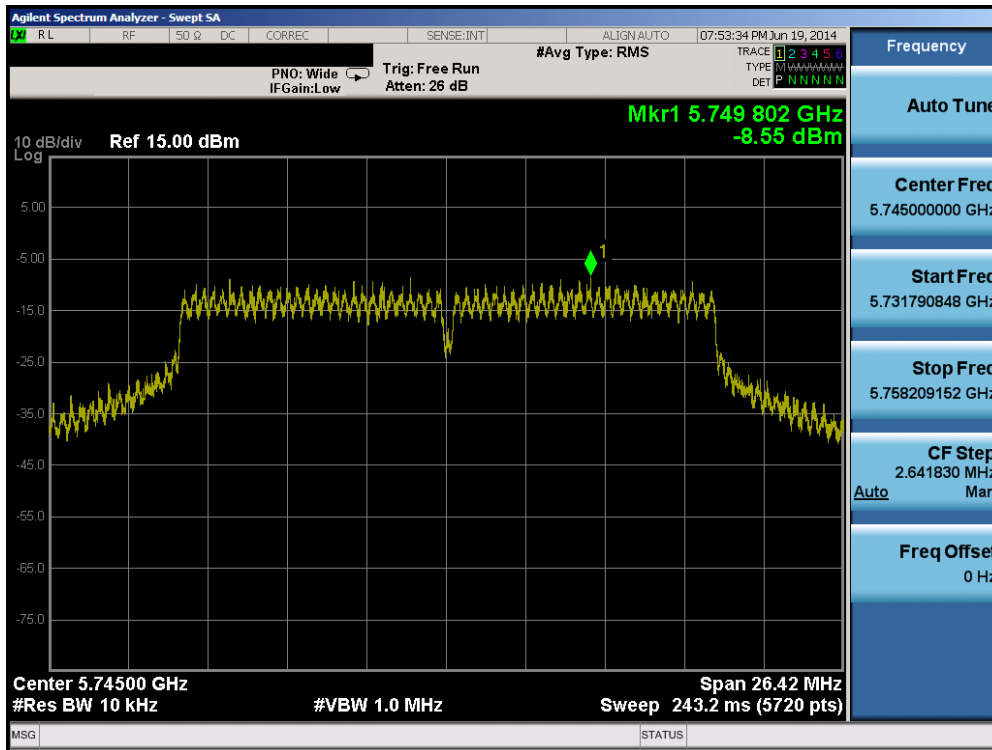 Agilent Spectrum Analyzer - Swept SA
LXI RL RF 50 Ω DC CORREC SENSE:INT ALIGN AUTO 07:53:34 PM Jun 19, 2014
PNO: Wide Trig: Free Run #Avg Type: RMS TRACE 1 2 3 4 5 6
IFGain:Low Atten: 26 dB TYPE M W W W W W
DET P N N N N N
Mkr1 5.749 802 GHz
-8.55 dBm
10 dB/div Ref 15.00 dBm
Log
1
5.00
-5.00
-15.0
-25.0
-35.0
-45.0
-55.0
-65.0
-75.0
Center 5.74500 GHz Span 26.42 MHz
#Res BW 10 kHz #VBW 1.0 MHz Sweep 243.2 ms (5720 pts)
MSG STATUS
Frequency
Auto Tune
Center Freq
5.745000000 GHz
Start Freq
5.731790848 GHz
Stop Freq
5.758209152 GHz
CF Step
2.641830 MHz
Auto Man
Freq Offset
0 Hz